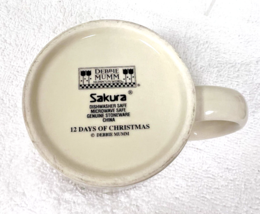 DEBBIE
MUMM
Sakura®
DISHWASHER SAFE
MICROWAVE SAFE
GENUINE STONEWARE
CHINA
12 DAYS OF CHRISTMAS
© DEBBIE MUMM